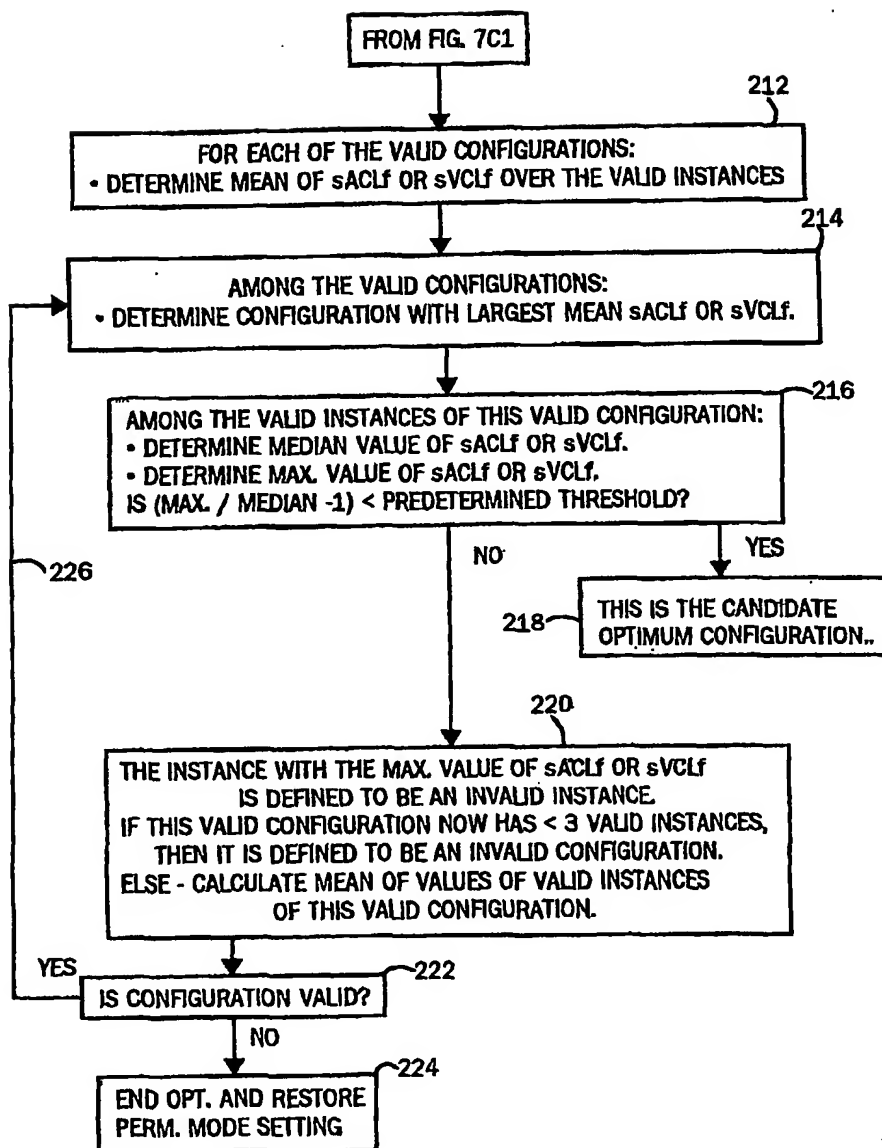 FROM FIG. 7C1
212
FOR EACH OF THE VALID CONFIGURATIONS:
• DETERMINE MEAN OF sACLf OR sVCLf OVER THE VALID INSTANCES
214
AMONG THE VALID CONFIGURATIONS:
• DETERMINE CONFIGURATION WITH LARGEST MEAN sACLf OR sVCLf.
216
AMONG THE VALID INSTANCES OF THIS VALID CONFIGURATION:
• DETERMINE MEDIAN VALUE OF sACLf OR sVCLf.
• DETERMINE MAX. VALUE OF sACLf OR sVCLf.
IS (MAX. / MEDIAN -1) < PREDETERMINED THRESHOLD?
NO
YES
226
218
THIS IS THE CANDIDATE
OPTIMUM CONFIGURATION..
220
THE INSTANCE WITH THE MAX. VALUE OF sACLf OR sVCLf
IS DEFINED TO BE AN INVALID INSTANCE.
IF THIS VALID CONFIGURATION NOW HAS < 3 VALID INSTANCES,
THEN IT IS DEFINED TO BE AN INVALID CONFIGURATION.
ELSE - CALCULATE MEAN OF VALUES OF VALID INSTANCES
OF THIS VALID CONFIGURATION.
YES
222
IS CONFIGURATION VALID?
NO
224
END OPT. AND RESTORE
PERM. MODE SETTING